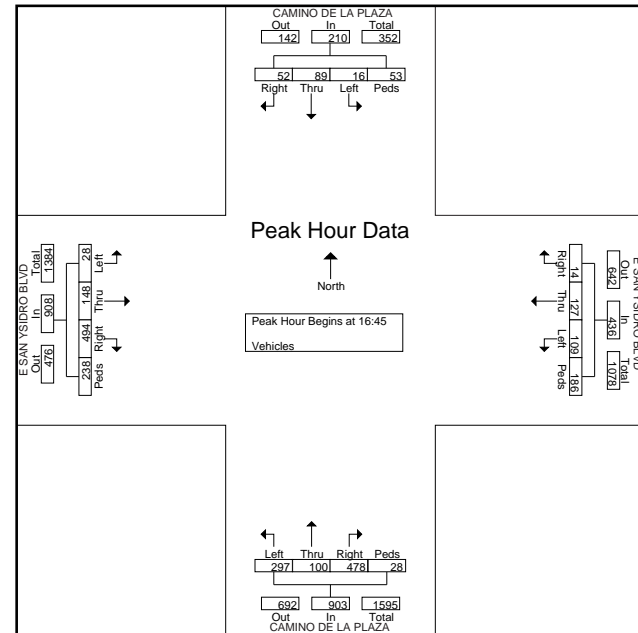 CAMINO DE LA PLAZA
Out In Total
142 210 352
52 89 16 53
Right Thru Left Peds
Peak Hour Data
North
Peak Hour Begins at 16:45
Vehicles
E SAN YSIDRO BLVD
Total In Out
1384 908 476
28 148 494 238
Left Thru Right Peds
E SAN YSIDRO BLVD
Out In Total
642 436 1078
14 127 109 186
Right Thru Left Peds
Left Thru Right Peds
297 100 478 28
692 903 1595
Out In Total
CAMINO DE LA PLAZA